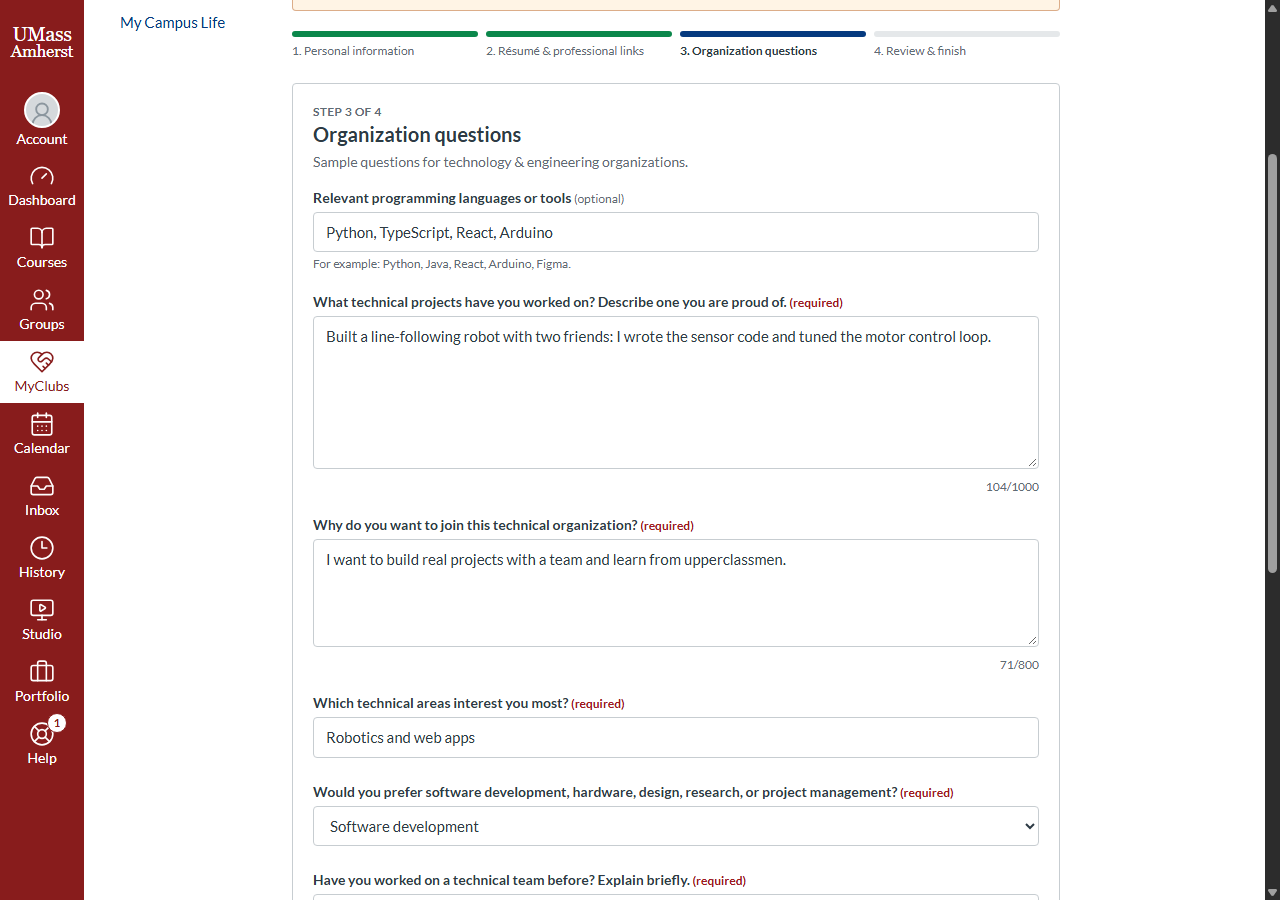 UMass
Amherst
Account
Dashboard
Courses
Groups
MyClubs
Calendar
Inbox
History
Studio
Portfolio
1
Help
My Campus Life
1. Personal information
2. Résumé & professional links
3. Organization questions
4. Review & finish
STEP 3 OF 4
Organization questions
Sample questions for technology & engineering organizations.
Relevant programming languages or tools (optional)
Python, TypeScript, React, Arduino
For example: Python, Java, React, Arduino, Figma.
What technical projects have you worked on? Describe one you are proud of. (required)
Built a line-following robot with two friends: I wrote the sensor code and tuned the motor control loop.
104/1000
Why do you want to join this technical organization? (required)
I want to build real projects with a team and learn from upperclassmen.
71/800
Which technical areas interest you most? (required)
Robotics and web apps
Would you prefer software development, hardware, design, research, or project management? (required)
Software development
Have you worked on a technical team before? Explain briefly. (required)